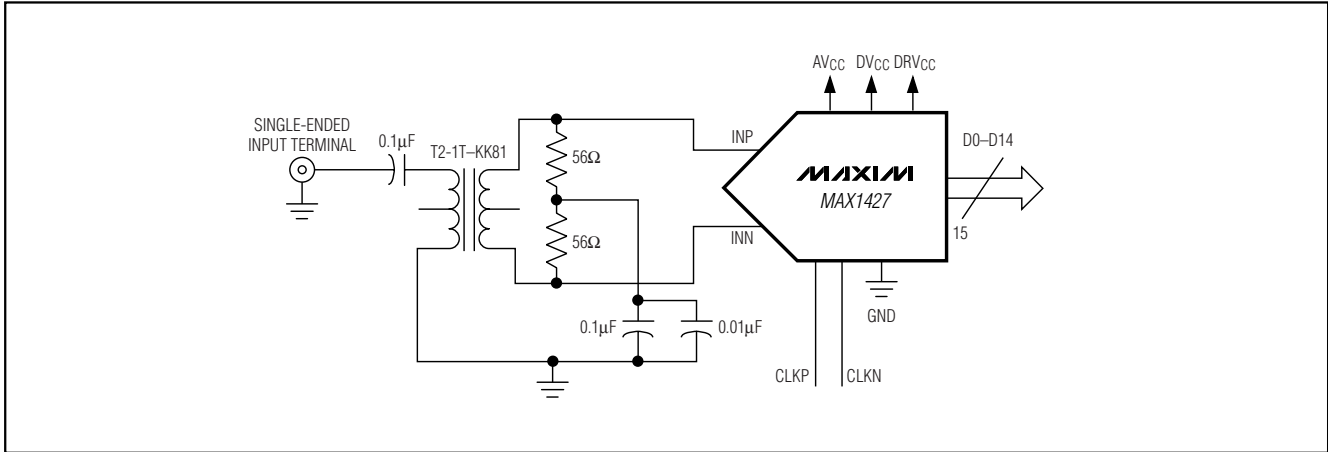 AVCC DVCC DRVCC
SINGLE-ENDED
INPUT TERMINAL
0.1μF
T2-1T–KK81
56Ω
56Ω
INP
INN
MAXIM
MAX1427
D0–D14
15
GND
0.1μF
0.01μF
CLKP
CLKN